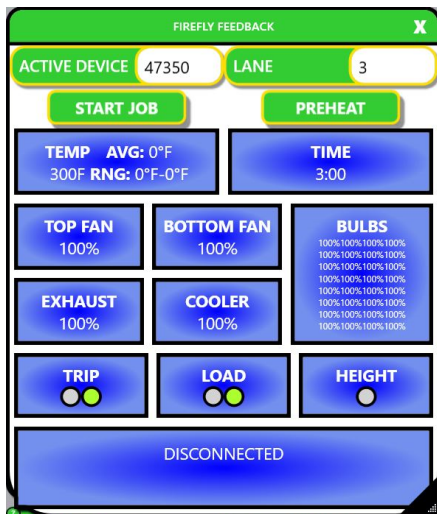 FIREFLY FEEDBACK X
ACTIVE DEVICE 47350 LANE 3
START JOB PREHEAT
TEMP AVG: 0°F
300F RNG: 0°F-0°F
TIME
3:00
TOP FAN
100%
BOTTOM FAN
100%
BULBS
100%100%100%100%
100%100%100%100%
100%100%100%100%
100%100%100%100%
100%100%100%100%
100%100%100%100%
100%100%100%100%
100%100%100%100%
EXHAUST
100%
COOLER
100%
TRIP
LOAD
HEIGHT
DISCONNECTED